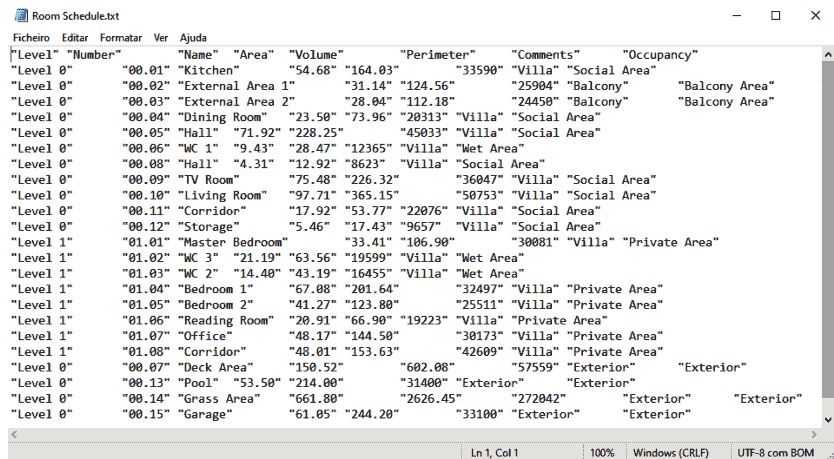 Room Schedule.txt
Ficheiro Editar Formatar Ver Ajuda
"Level" "Number" "Name" "Area" "Volume" "Perimeter" "Comments" "Occupancy"
"Level 0" "00.01" "Kitchen" "54.68" "164.03" "33590" "Villa" "Social Area"
"Level 0" "00.02" "External Area 1" "31.14" "124.56" "25904" "Balcony" "Balcony Area"
"Level 0" "00.03" "External Area 2" "28.04" "112.18" "24450" "Balcony" "Balcony Area"
"Level 0" "00.04" "Dining Room" "23.50" "73.96" "20313" "Villa" "Social Area"
"Level 0" "00.05" "Hall" "71.92" "228.25" "45033" "Villa" "Social Area"
"Level 0" "00.06" "WC 1" "9.43" "28.47" "12365" "Villa" "Wet Area"
"Level 0" "00.08" "Hall" "4.31" "12.92" "8623" "Villa" "Social Area"
"Level 0" "00.09" "TV Room" "75.48" "226.32" "36047" "Villa" "Social Area"
"Level 0" "00.10" "Living Room" "97.71" "365.15" "50753" "Villa" "Social Area"
"Level 0" "00.11" "Corridor" "17.92" "53.77" "22076" "Villa" "Social Area"
"Level 0" "00.12" "Storage" "5.46" "17.43" "9657" "Villa" "Social Area"
"Level 1" "01.01" "Master Bedroom" "33.41" "106.90" "30081" "Villa" "Private Area"
"Level 1" "01.02" "WC 3" "21.19" "63.56" "19599" "Villa" "Wet Area"
"Level 1" "01.03" "WC 2" "14.40" "43.19" "16455" "Villa" "Wet Area"
"Level 1" "01.04" "Bedroom 1" "67.08" "201.64" "32497" "Villa" "Private Area"
"Level 1" "01.05" "Bedroom 2" "41.27" "123.80" "25511" "Villa" "Private Area"
"Level 1" "01.06" "Reading Room" "20.91" "66.90" "19223" "Villa" "Private Area"
"Level 1" "01.07" "Office" "48.17" "144.50" "30173" "Villa" "Private Area"
"Level 1" "01.08" "Corridor" "48.01" "153.63" "42609" "Villa" "Private Area"
"Level 0" "00.07" "Deck Area" "150.52" "602.08" "57559" "Exterior" "Exterior"
"Level 0" "00.13" "Pool" "53.50" "214.00" "31400" "Exterior" "Exterior"
"Level 0" "00.14" "Grass Area" "661.80" "2626.45" "272042" "Exterior" "Exterior"
"Level 0" "00.15" "Garage" "61.05" "244.20" "33100" "Exterior" "Exterior"
Ln 1, Col 1 100% Windows (CRLF) UTF-8 com BOM